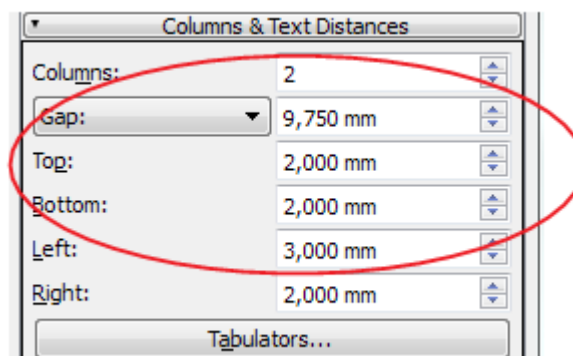 Columns & Text Distances
Columns: 2
Gap: 9,750 mm
Top: 2,000 mm
Bottom: 2,000 mm
Left: 3,000 mm
Right: 2,000 mm
Tabulators...